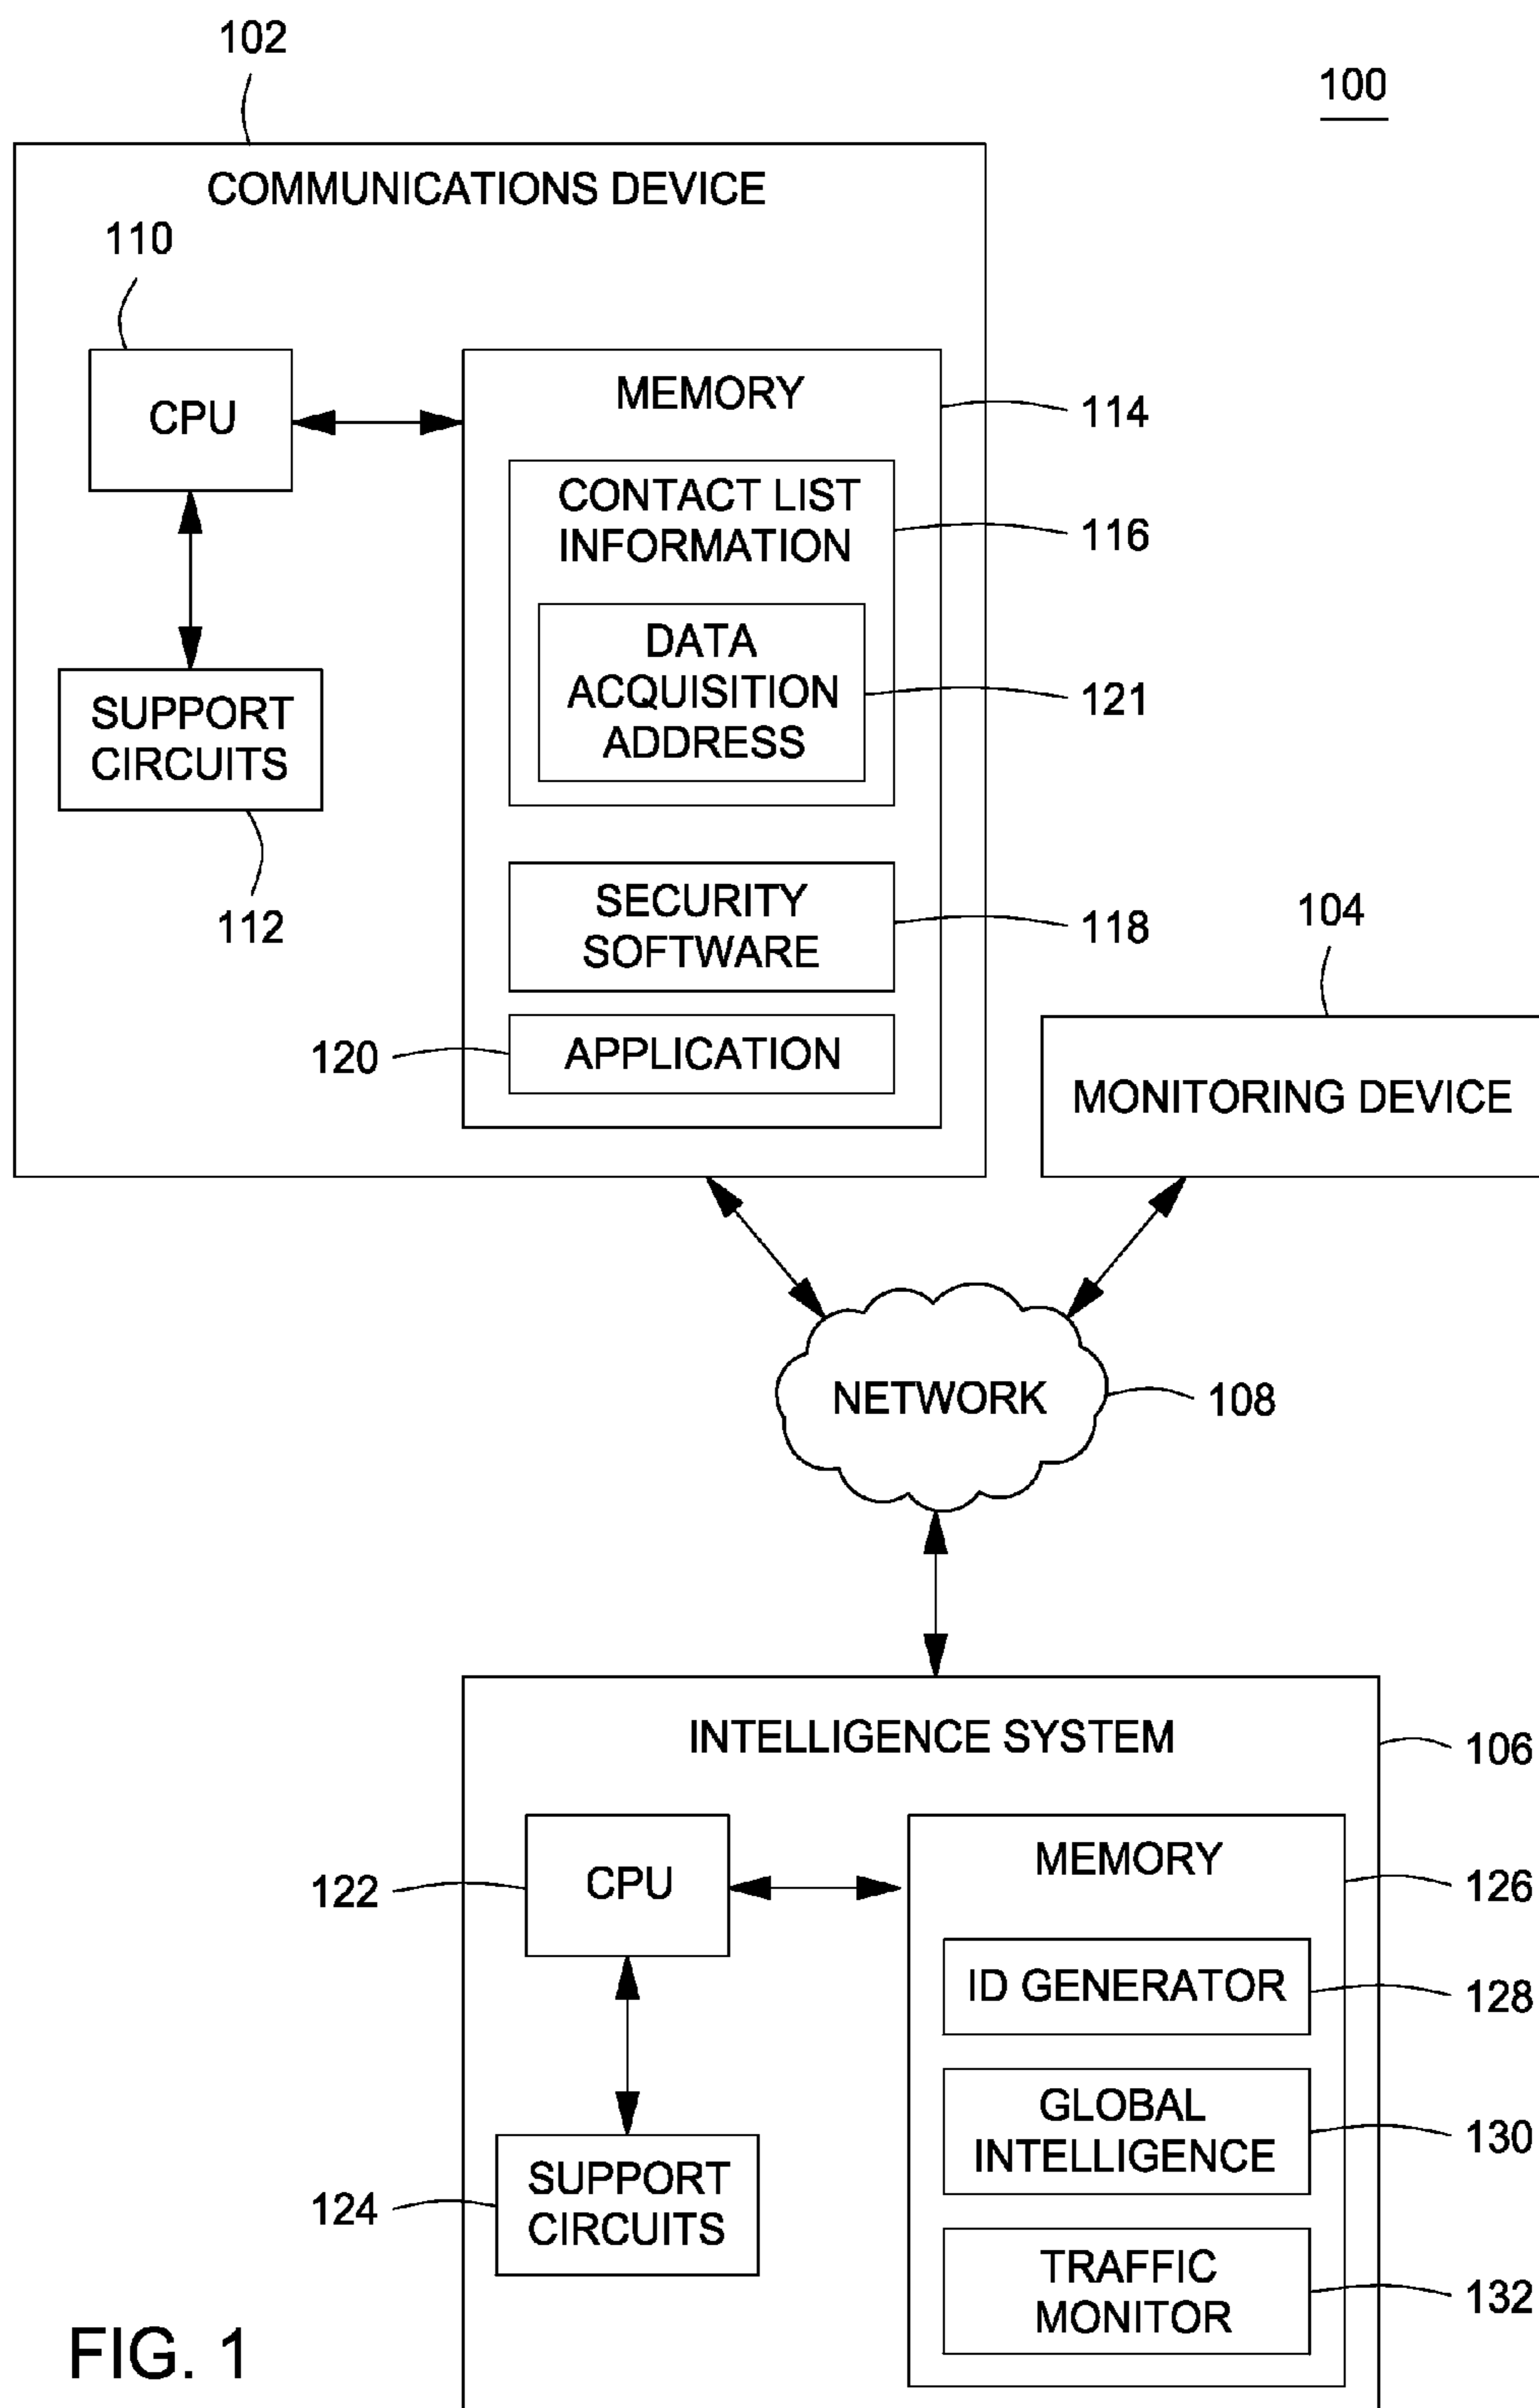 102
100
COMMUNICATIONS DEVICE
110
CPU
MEMORY
114
CONTACT LIST
INFORMATION
116
DATA
ACQUISITION
ADDRESS
121
SUPPORT
CIRCUITS
112
SECURITY
SOFTWARE
118
104
120
APPLICATION
MONITORING DEVICE
NETWORK
108
INTELLIGENCE SYSTEM
106
122
CPU
MEMORY
126
ID GENERATOR
128
GLOBAL
INTELLIGENCE
130
124
SUPPORT
CIRCUITS
TRAFFIC
MONITOR
132
FIG. 1